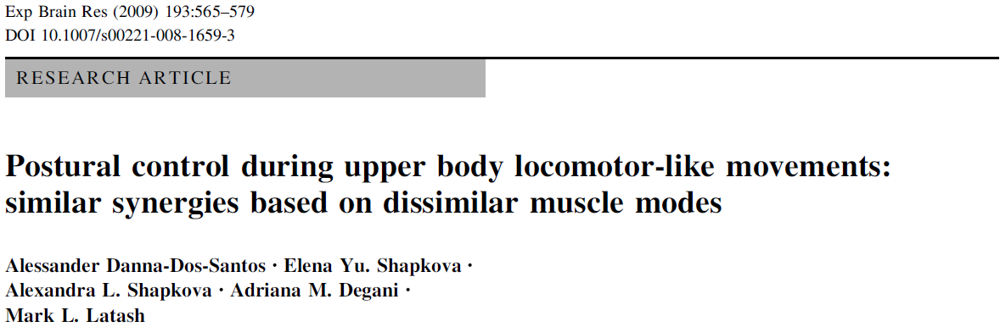 Exp Brain Res (2009) 193:565–579
DOI 10.1007/s00221-008-1659-3
RESEARCH ARTICLE
Postural control during upper body locomotor-like movements:
similar synergies based on dissimilar muscle modes
Alessander Danna-Dos-Santos · Elena Yu. Shapkova ·
Alexandra L. Shapkova · Adriana M. Degani ·
Mark L. Latash